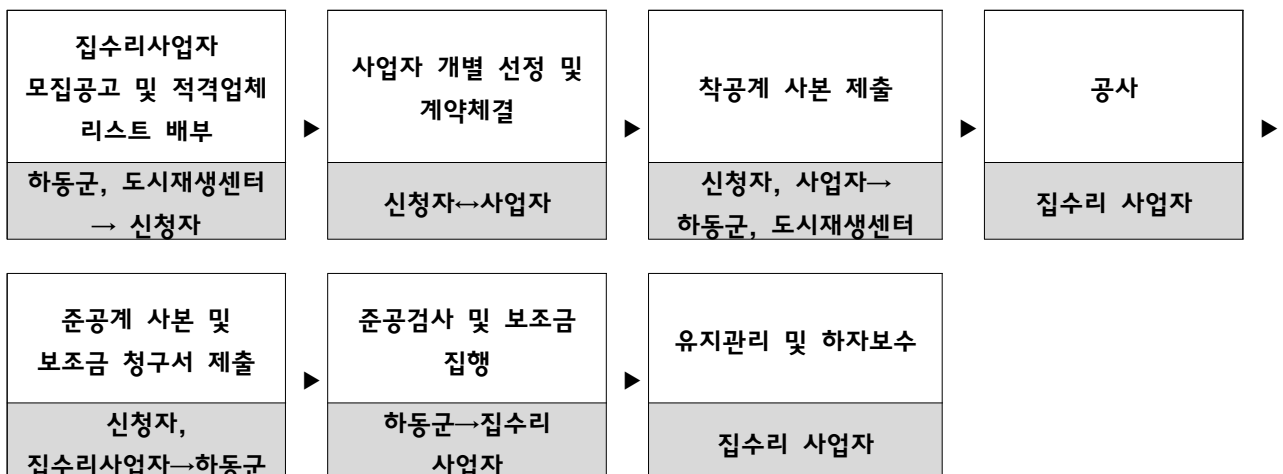 집수리사업자
모집공고 및 적격업체
리스트 배부
하동군, 도시재생센터
→ 신청자
▶
사업자 개별 선정 및
계약체결
신청자↔사업자
▶
착공계 사본 제출
신청자, 사업자→
하동군, 도시재생센터
▶
공사
집수리 사업자
▶
준공계 사본 및
보조금 청구서 제출
신청자,
집수리사업자→하동군
▶
준공검사 및 보조금
집행
하동군→집수리
사업자
▶
유지관리 및 하자보수
집수리 사업자